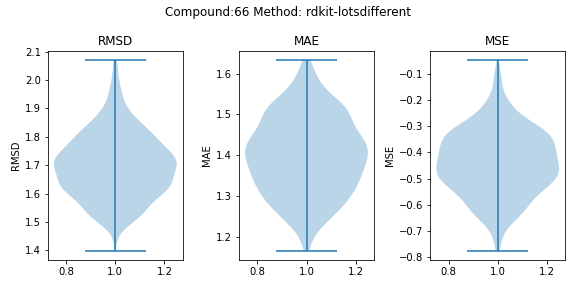 Compound:66 Method: rdkit-lotsdifferent
RMSD
MAE
MSE
RMSD
2.1
2.0
1.9
1.8
1.7
1.6
1.5
1.4
0.8 1.0 1.2
MAE
1.6
1.5
1.4
1.3
1.2
0.8 1.0 1.2
MSE
−0.1
−0.2
−0.3
−0.4
−0.5
−0.6
−0.7
−0.8
0.8 1.0 1.2